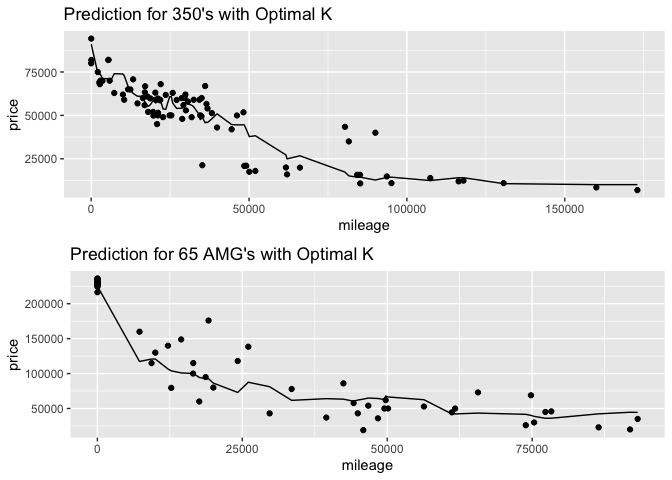 Prediction for 350's with Optimal K
75000
50000
25000
price
0 50000 100000 150000
mileage
Prediction for 65 AMG's with Optimal K
200000
150000
100000
50000
price
0 25000 50000 75000
mileage